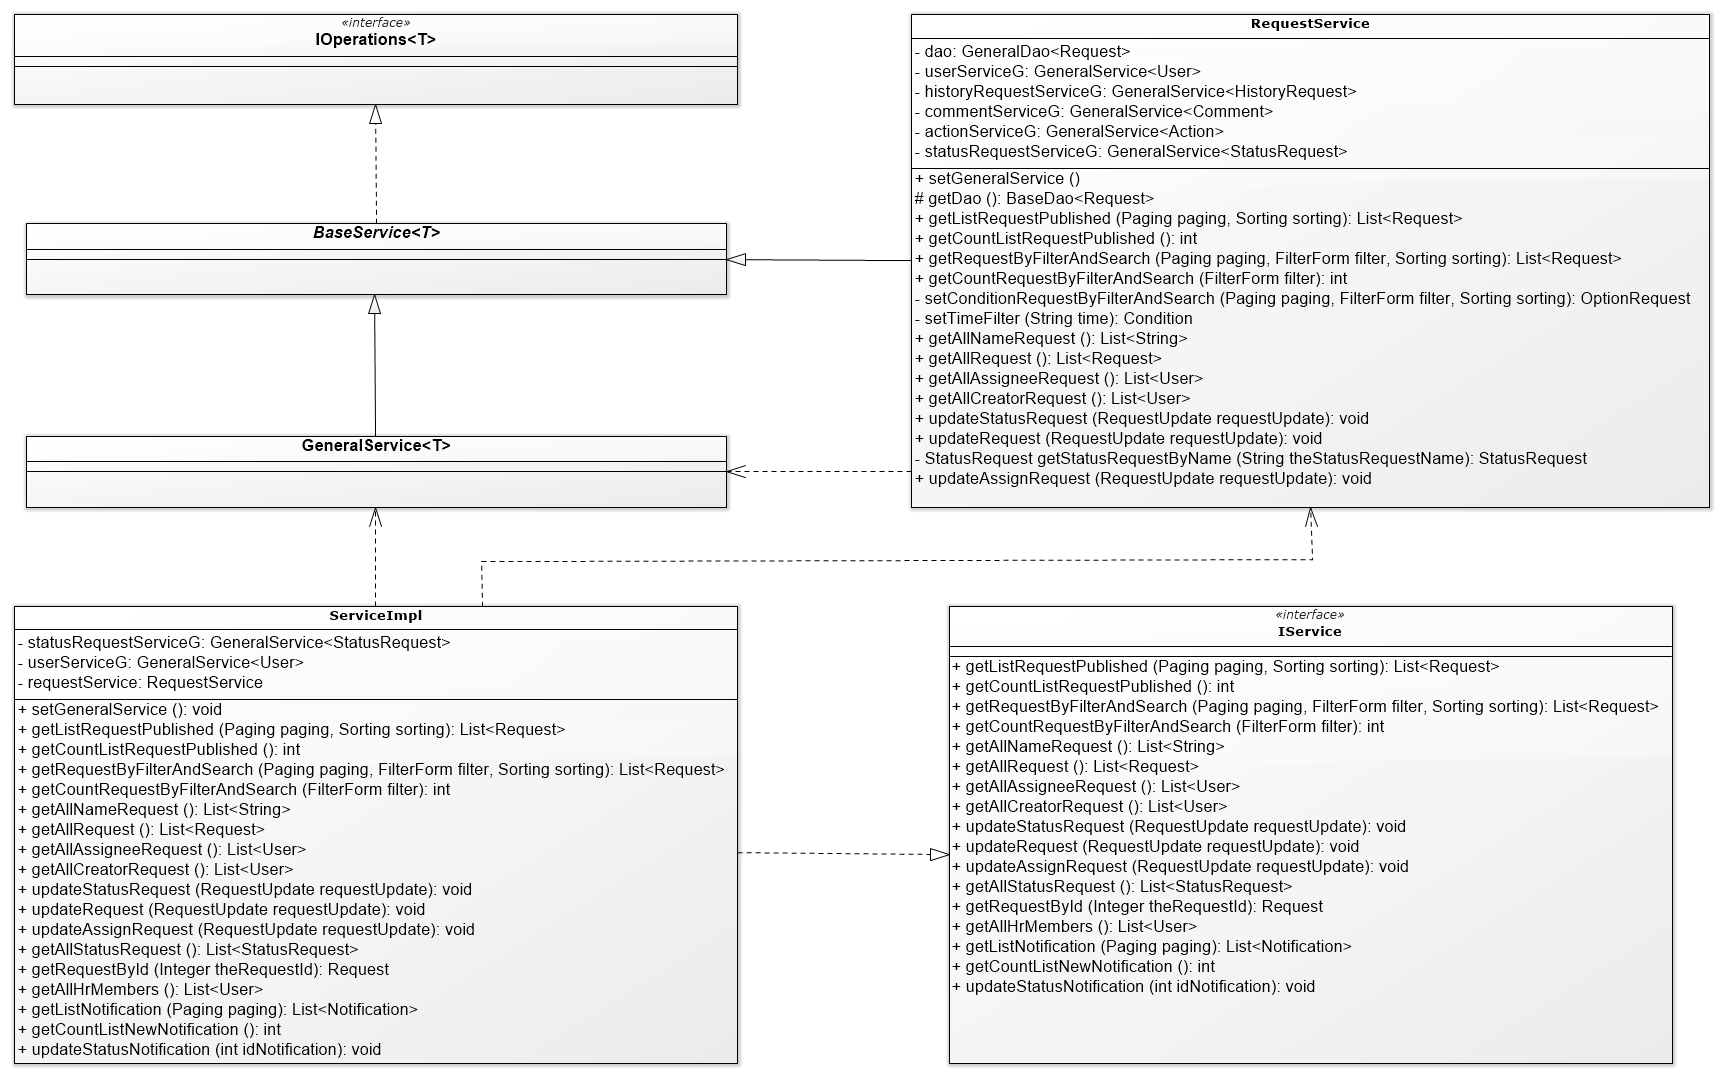 «interface»
IOperations<T>
BaseService<T>
GeneralService<T>
RequestService
- dao: GeneralDao<Request>
- userServiceG: GeneralService<User>
- historyRequestServiceG: GeneralService<HistoryRequest>
- commentServiceG: GeneralService<Comment>
- actionServiceG: GeneralService<Action>
- statusRequestServiceG: GeneralService<StatusRequest>
+ setGeneralService ()
# getDao (): BaseDao<Request>
+ getListRequestPublished (Paging paging, Sorting sorting): List<Request>
+ getCountListRequestPublished (): int
+ getRequestByFilterAndSearch (Paging paging, FilterForm filter, Sorting sorting): List<Request>
+ getCountRequestByFilterAndSearch (FilterForm filter): int
- setConditionRequestByFilterAndSearch (Paging paging, FilterForm filter, Sorting sorting): OptionRequest
- setTimeFilter (String time): Condition
+ getAllNameRequest (): List<String>
+ getAllRequest (): List<Request>
+ getAllAssigneeRequest (): List<User>
+ getAllCreatorRequest (): List<User>
+ updateStatusRequest (RequestUpdate requestUpdate): void
+ updateRequest (RequestUpdate requestUpdate): void
- StatusRequest getStatusRequestByName (String theStatusRequestName): StatusRequest
+ updateAssignRequest (RequestUpdate requestUpdate): void
ServiceImpl
- statusRequestServiceG: GeneralService<StatusRequest>
- userServiceG: GeneralService<User>
- requestService: RequestService
+ setGeneralService (): void
+ getListRequestPublished (Paging paging, Sorting sorting): List<Request>
+ getCountListRequestPublished (): int
+ getRequestByFilterAndSearch (Paging paging, FilterForm filter, Sorting sorting): List<Request>
+ getCountRequestByFilterAndSearch (FilterForm filter): int
+ getAllNameRequest (): List<String>
+ getAllRequest (): List<Request>
+ getAllAssigneeRequest (): List<User>
+ getAllCreatorRequest (): List<User>
+ updateStatusRequest (RequestUpdate requestUpdate): void
+ updateRequest (RequestUpdate requestUpdate): void
+ updateAssignRequest (RequestUpdate requestUpdate): void
+ getAllStatusRequest (): List<StatusRequest>
+ getRequestById (Integer theRequestId): Request
+ getAllHrMembers (): List<User>
+ getListNotification (Paging paging): List<Notification>
+ getCountListNewNotification (): int
+ updateStatusNotification (int idNotification): void
«interface»
IService
+ getListRequestPublished (Paging paging, Sorting sorting): List<Request>
+ getCountListRequestPublished (): int
+ getRequestByFilterAndSearch (Paging paging, FilterForm filter, Sorting sorting): List<Request>
+ getCountRequestByFilterAndSearch (FilterForm filter): int
+ getAllNameRequest (): List<String>
+ getAllRequest (): List<Request>
+ getAllAssigneeRequest (): List<User>
+ getAllCreatorRequest (): List<User>
+ updateStatusRequest (RequestUpdate requestUpdate): void
+ updateRequest (RequestUpdate requestUpdate): void
+ updateAssignRequest (RequestUpdate requestUpdate): void
+ getAllStatusRequest (): List<StatusRequest>
+ getRequestById (Integer theRequestId): Request
+ getAllHrMembers (): List<User>
+ getListNotification (Paging paging): List<Notification>
+ getCountListNewNotification (): int
+ updateStatusNotification (int idNotification): void